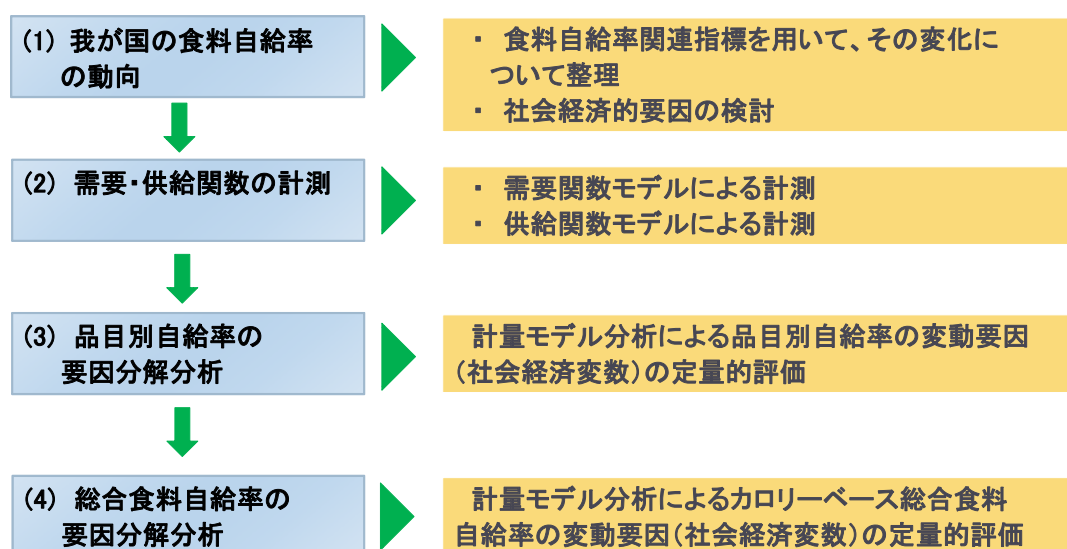 (1) 我が国の食料自給率
の動向
・ 食料自給率関連指標を用いて、その変化に
ついて整理
・ 社会経済的要因の検討
(2) 需要・供給関数の計測
・ 需要関数モデルによる計測
・ 供給関数モデルによる計測
(3) 品目別自給率の
要因分解分析
計量モデル分析による品目別自給率の変動要因
(社会経済変数)の定量的評価
(4) 総合食料自給率の
要因分解分析
計量モデル分析によるカロリーベース総合食料
自給率の変動要因(社会経済変数)の定量的評価